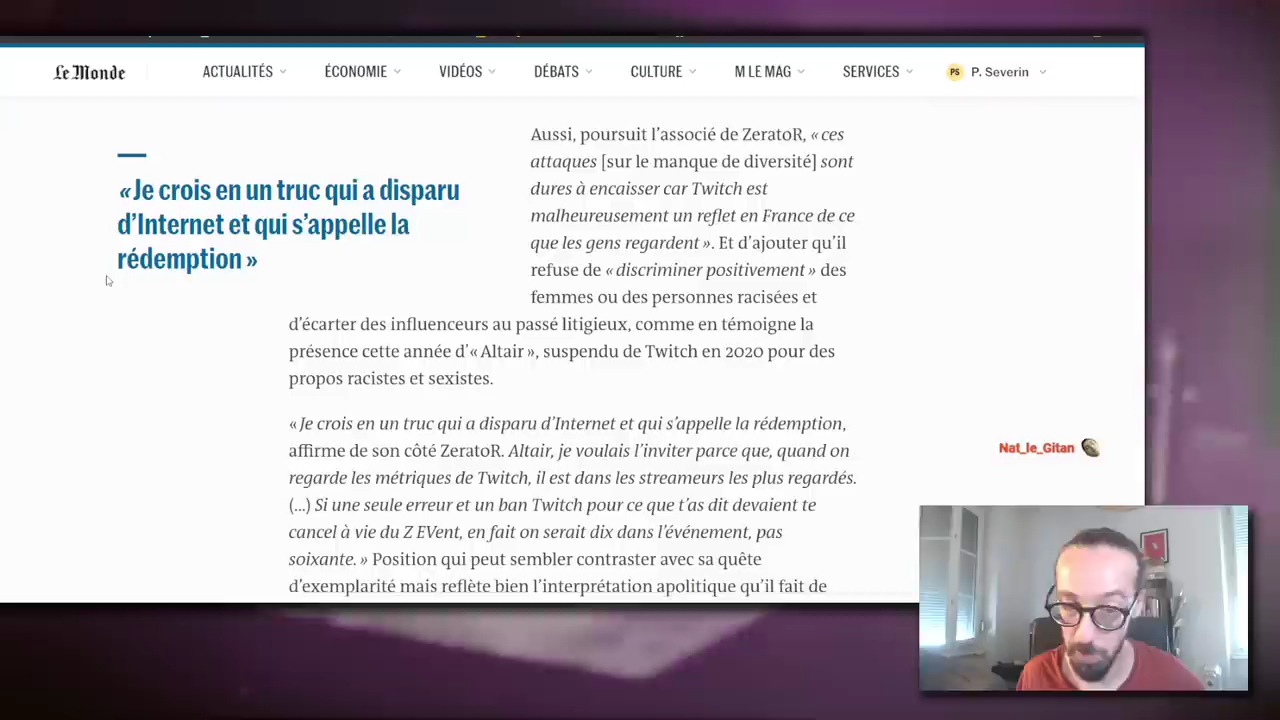 Le Monde
ACTUALITÉS
ÉCONOMIE
VIDÉOS
DÉBATS
CULTURE
M LE MAG
SERVICES
PS
P. Severin
« Je crois en un truc qui a disparu
d’Internet et qui s’appelle la
rédemption »
Aussi, poursuit l’associé de ZeratoR, « ces
attaques [sur le manque de diversité] sont
dures à encaisser car Twitch est
malheureusement un reflet en France de ce
que les gens regardent ». Et d’ajouter qu’il
refuse de « discriminer positivement » des
femmes ou des personnes racisées et
d’écarter des influenceurs au passé litigieux, comme en témoigne la
présence cette année d’« Altair », suspendu de Twitch en 2020 pour des
propos racistes et sexistes.
« Je crois en un truc qui a disparu d’Internet et qui s’appelle la rédemption,
affirme de son côté ZeratoR. Altair, je voulais l’inviter parce que, quand on
regarde les métriques de Twitch, il est dans les streameurs les plus regardés.
(…) Si une seule erreur et un ban Twitch pour ce que t’as dit devaient te
cancel à vie du Z EVent, en fait on serait dix dans l’événement, pas
soixante. » Position qui peut sembler contraster avec sa quête
d’exemplarité mais reflète bien l’interprétation apolitique qu’il fait de
Nat_le_Gitan